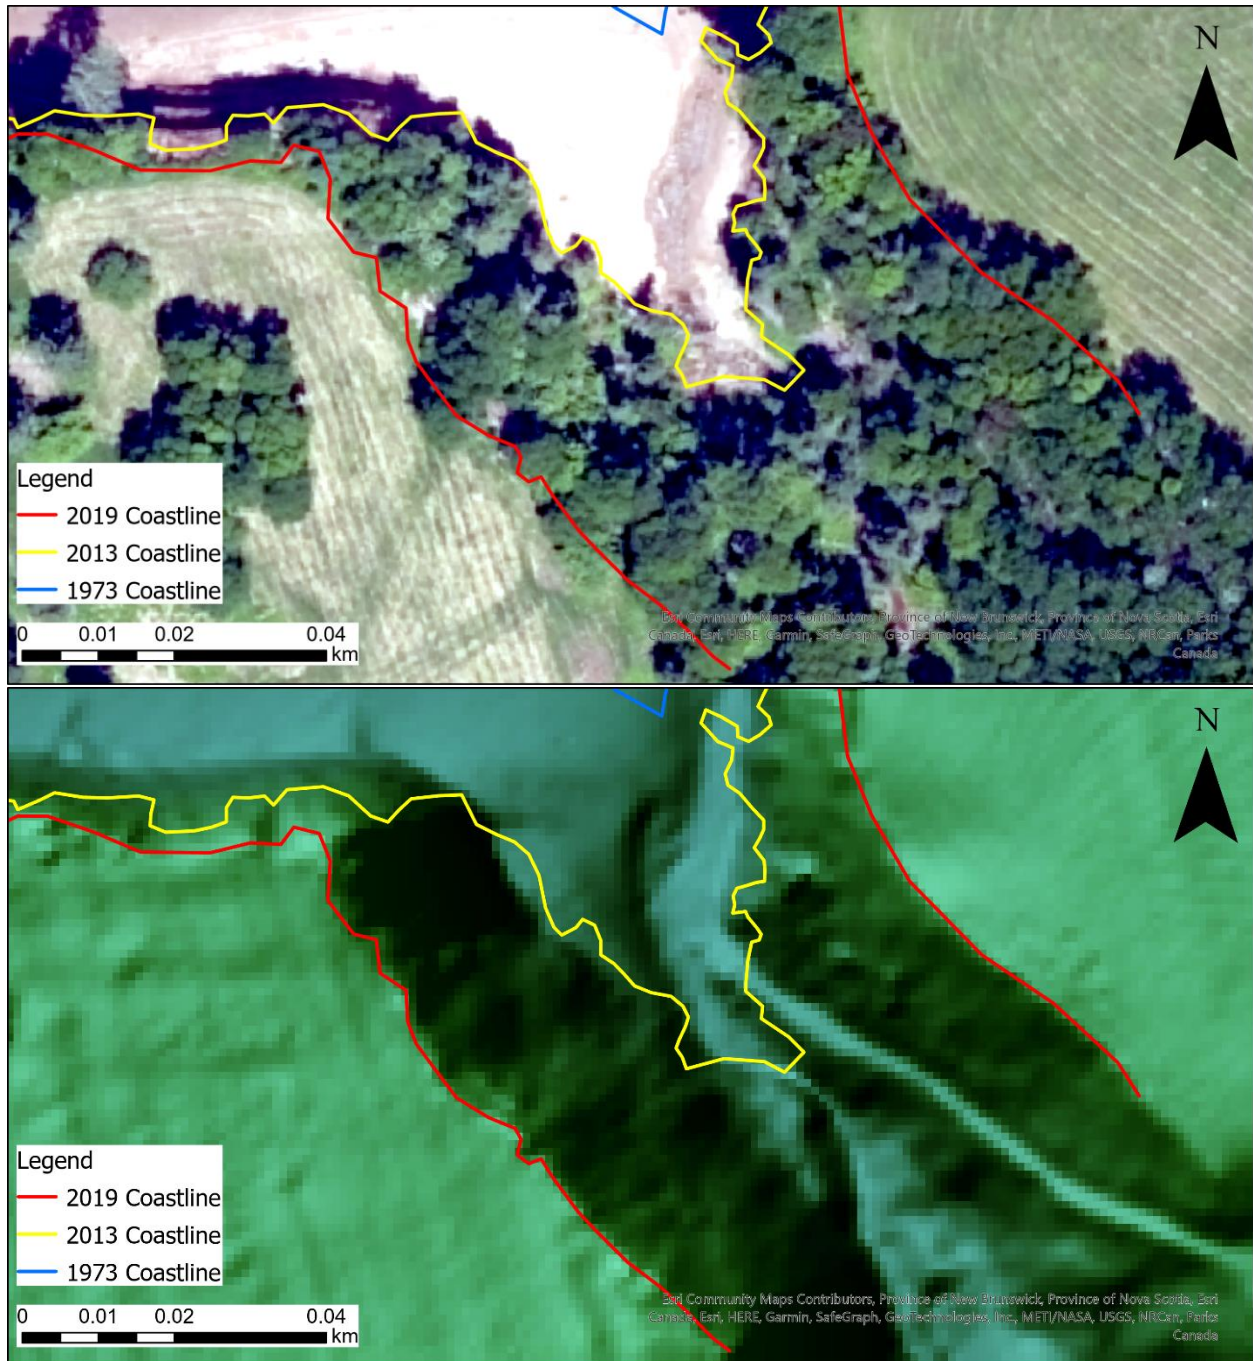 N
Legend
2019 Coastline
2013 Coastline
1973 Coastline
0 0.01 0.02 0.04
km
Esri Community Maps Contributors, Province of New Brunswick, Province of Nova Scotia, Esri
Canada, Esri, HERE, Garmin, SafeGraph, GeoTechnologies, Inc, METI/NASA, USGS, NRCan, Parks
Canada
N
Legend
2019 Coastline
2013 Coastline
1973 Coastline
0 0.01 0.02 0.04
km
Esri Community Maps Contributors, Province of New Brunswick, Province of Nova Scotia, Esri
Canada, Esri, HERE, Garmin, SafeGraph, GeoTechnologies, Inc, METI/NASA, USGS, NRCan, Parks
Canada